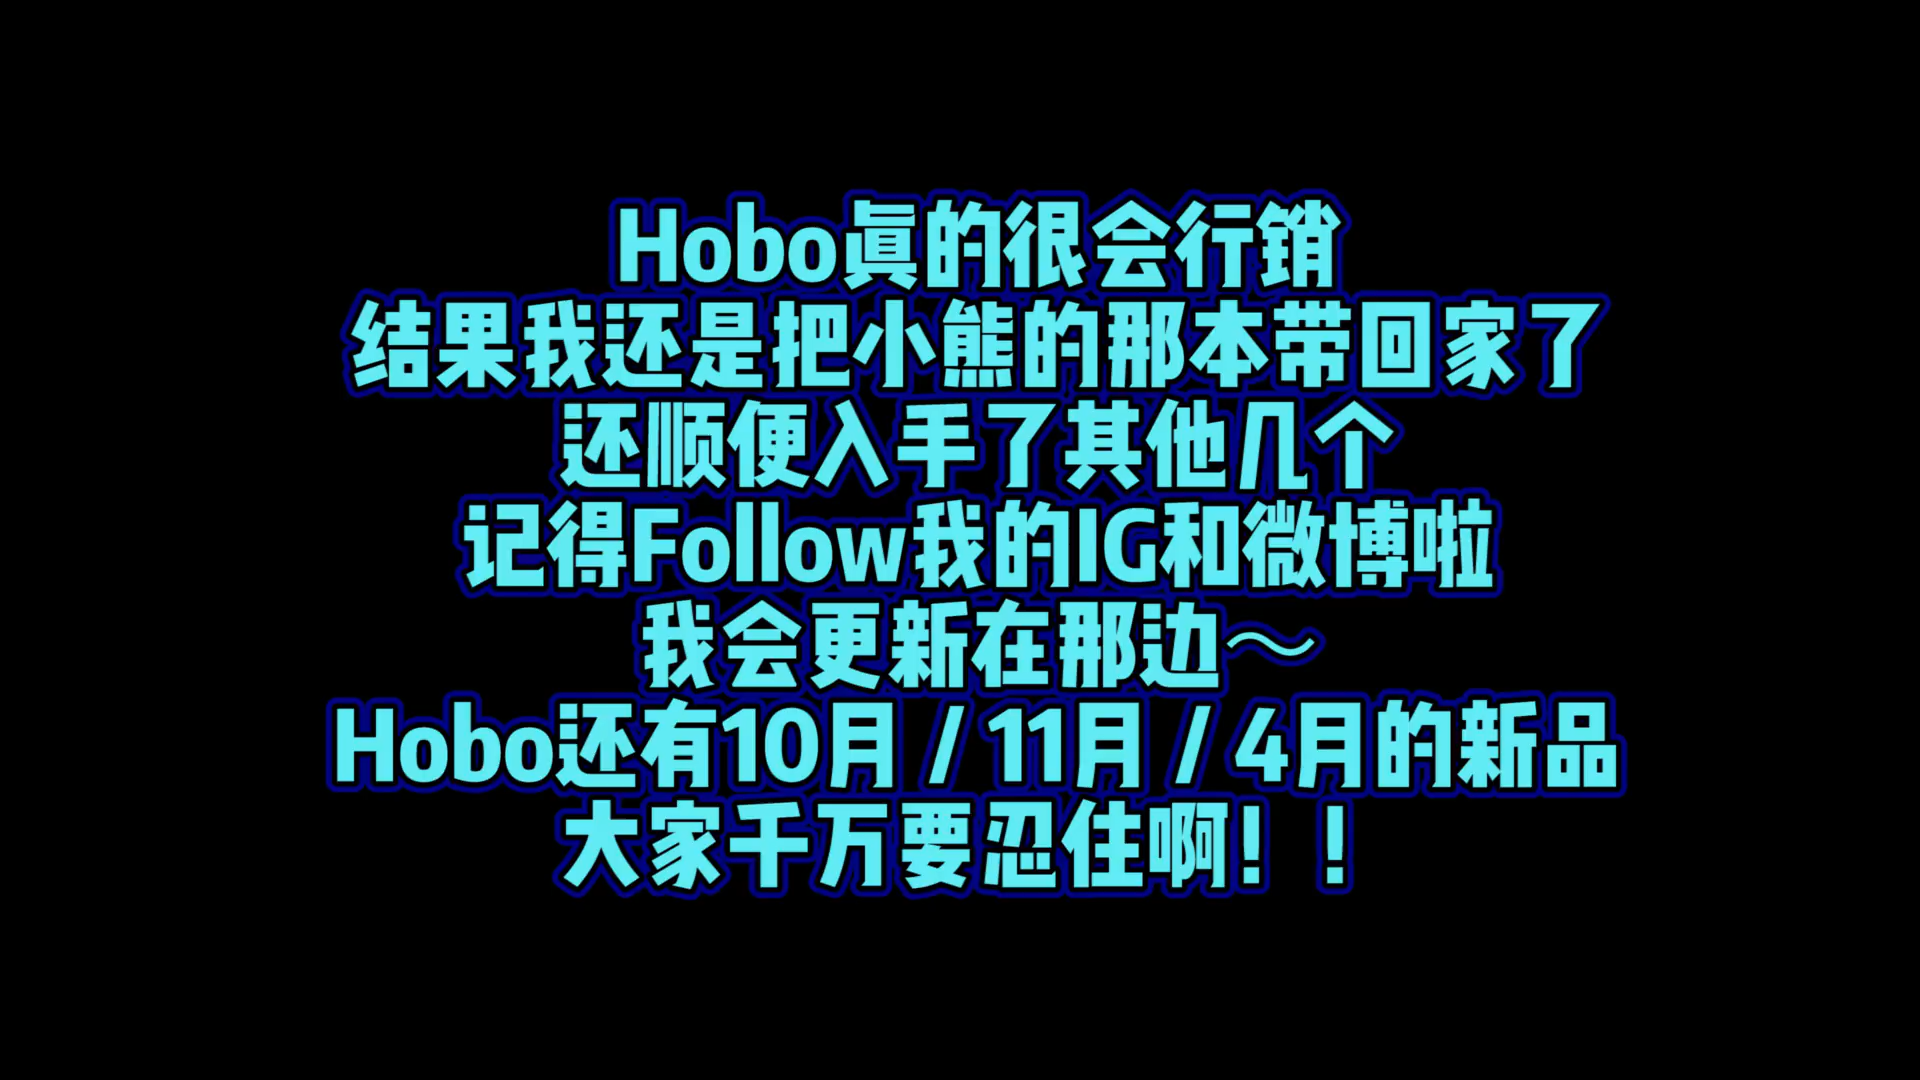 Hobo眞的很会行銷
结果我还是把小熊的那本带回家了
还顺便入手了其他几个
记得Follow我的IG和微博啦
我会更新在那边～
Hobo还有10月 / 11月 / 4月的新品
大家千万要忍住啊！！